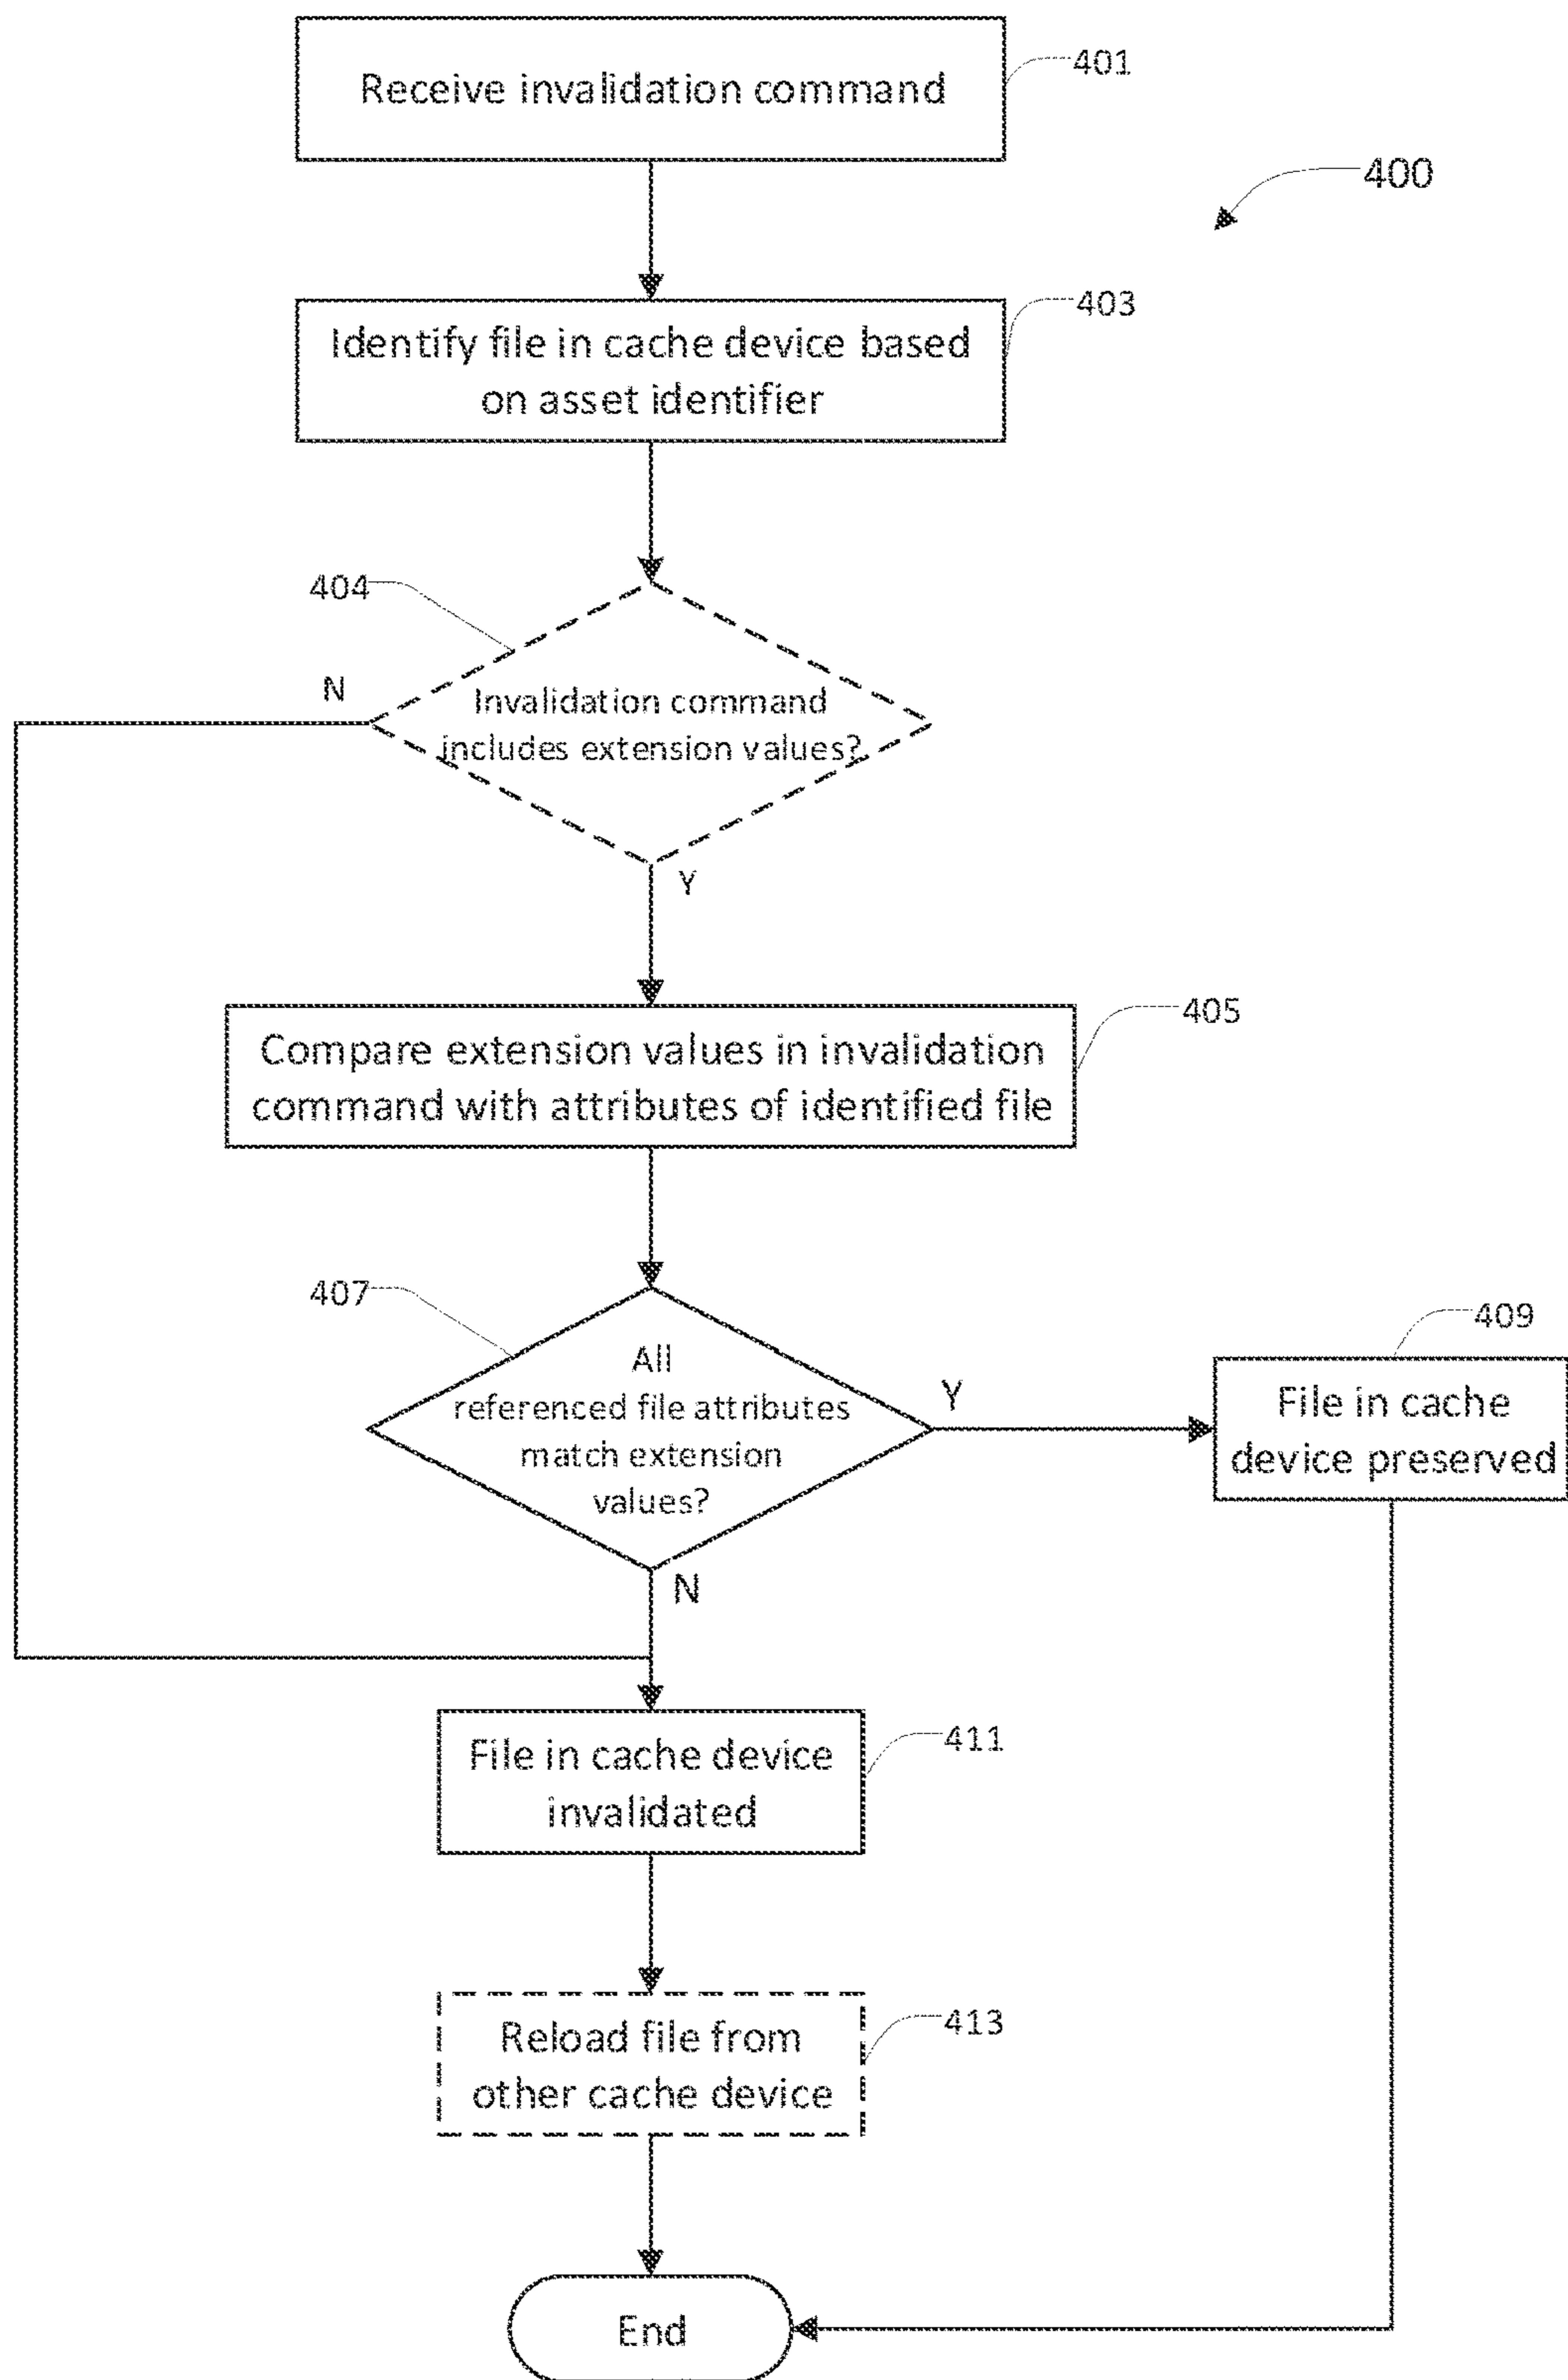 Receive invalidation command
401
400
Identify file in cache device based
on asset identifier
403
404
N
Invalidation command
includes extension values?
Y
Compare extension values in invalidation
command with attributes of identified file
405
407
All
referenced file attributes
match extension
values?
Y
409
File in cache
device preserved
N
File in cache device
invalidated
411
Reload file from
other cache device
413
End